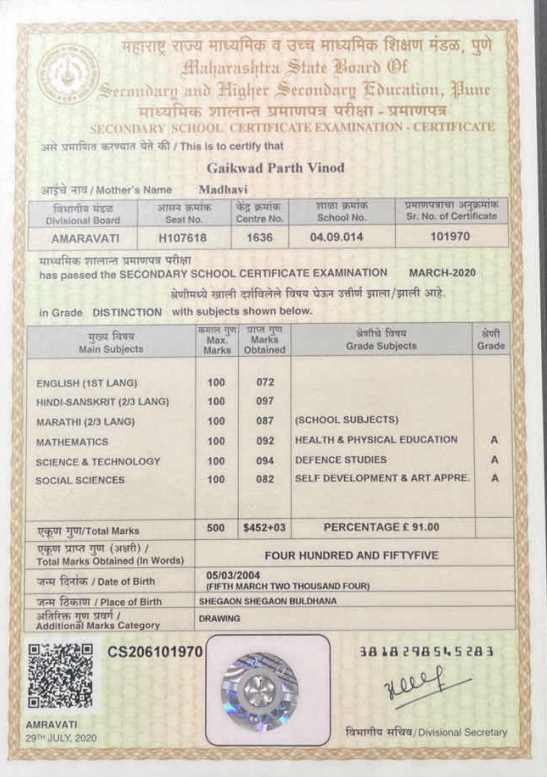 महाराष्ट्र राज्य माध्यमिक व उच्च माध्यमिक शिक्षण मंडळ, पुणे
Maharashtra State Board Of
Secondary and Higher Secondary Education, Pune
माध्यमिक शालान्त प्रमाणपत्र परीक्षा - प्रमाणपत्र
SECONDARY SCHOOL CERTIFICATE EXAMINATION - CERTIFICATE
असे प्रमाणित करण्यात येते की / This is to certify that
Gaikwad Parth Vinod
आईचे नाव / Mother's Name Madhavi
विभागीय मंडळ आसन क्रमांक केंद्र क्रमांक शाळा क्रमांक प्रमाणपत्राचा अनुक्रमांक
Divisional Board Seat No. Centre No. School No. Sr. No. of Certificate
AMARAVATI H107618 1636 04.09.014 101970
माध्यमिक शालान्त प्रमाणपत्र परीक्षा
has passed the SECONDARY SCHOOL CERTIFICATE EXAMINATION MARCH-2020
श्रेणीमध्ये खाली दर्शविलेले विषय घेऊन उत्तीर्ण झाला/झाली आहे.
in Grade DISTINCTION with subjects shown below.
मुख्य विषय कमाल गुण प्राप्त गुण श्रेणीचे विषय श्रेणी
Main Subjects Max. Marks Marks Obtained Grade Subjects Grade
ENGLISH (1ST LANG) 100 072
HINDI-SANSKRIT (2/3 LANG) 100 097
MARATHI (2/3 LANG) 100 087 (SCHOOL SUBJECTS)
MATHEMATICS 100 092 HEALTH & PHYSICAL EDUCATION A
SCIENCE & TECHNOLOGY 100 094 DEFENCE STUDIES A
SOCIAL SCIENCES 100 082 SELF DEVELOPMENT & ART APPRE. A
एकूण गुण/Total Marks 500 $452+03 PERCENTAGE £ 91.00
एकूण प्राप्त गुण (अक्षरी) /
Total Marks Obtained (In Words) FOUR HUNDRED AND FIFTYFIVE
जन्म दिनांक / Date of Birth 05/03/2004
(FIFTH MARCH TWO THOUSAND FOUR)
जन्म ठिकाण / Place of Birth SHEGAON SHEGAON BULDHANA
अतिरिक्त गुण प्रवर्ग /
Additional Marks Category DRAWING
CS206101970 3818298545283
AMRAVATI
29TH JULY, 2020 विभागीय सचिव/Divisional Secretary